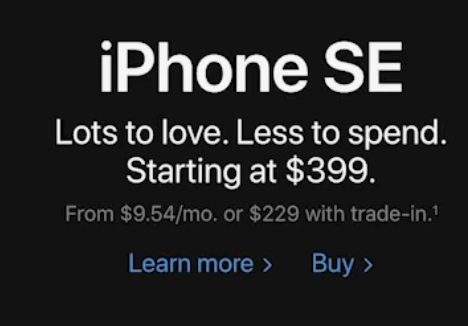 iPhone SE
Lots to love. Less to spend.
Starting at $399.
From $9.54/mo. or $229 with trade-in.¹
Learn more > Buy >